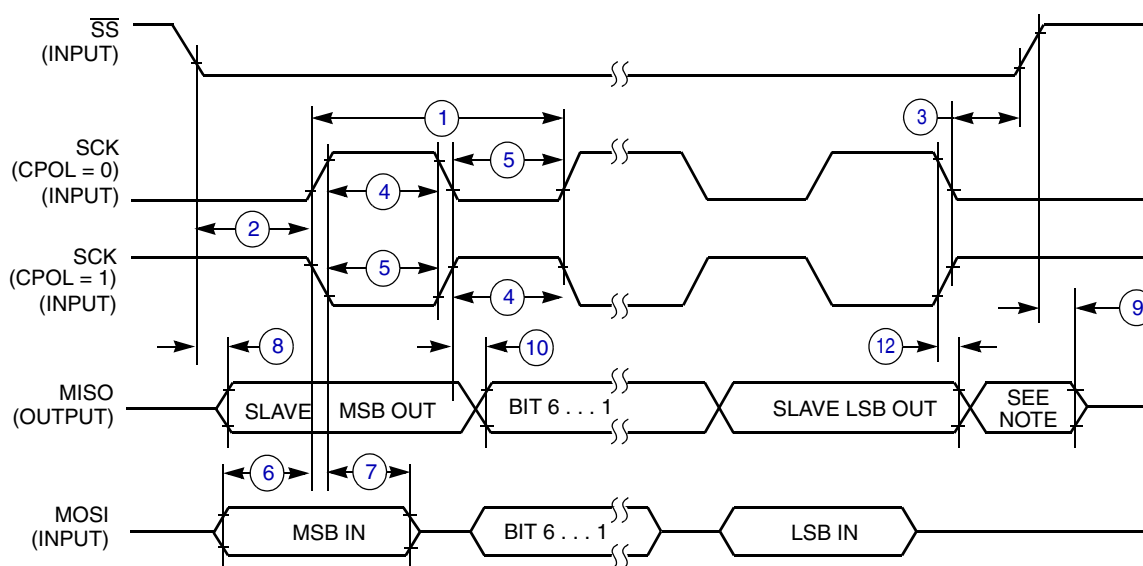 SS
(INPUT)
1
3
SCK
(CPOL = 0)
(INPUT)
5
4
2
SCK
(CPOL = 1)
(INPUT)
5
4
9
8
10
12
MISO
(OUTPUT)
SLAVE
MSB OUT
BIT 6 . . . 1
SLAVE LSB OUT
SEE
NOTE
6
7
MOSI
(INPUT)
MSB IN
BIT 6 . . . 1
LSB IN